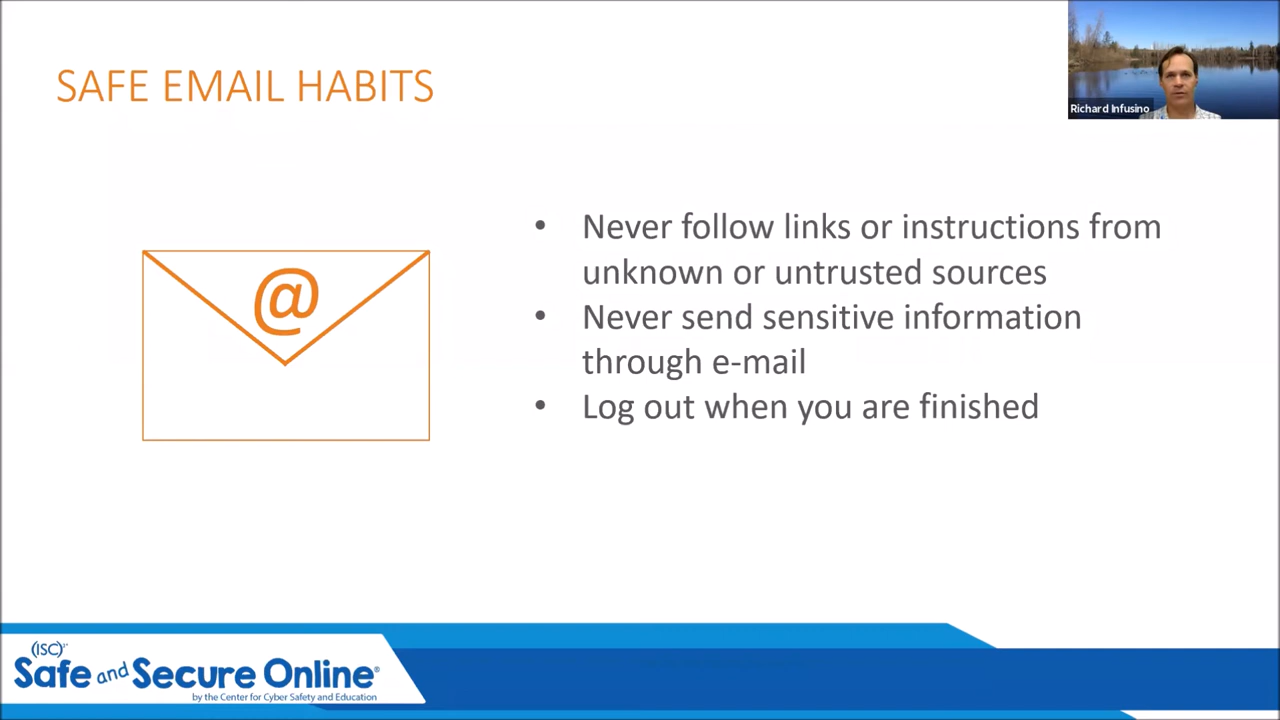 SAFE EMAIL HABITS
Richard Infusino
@
• Never follow links or instructions from
unknown or untrusted sources
• Never send sensitive information
through e-mail
• Log out when you are finished
(ISC)²®
Safe and Secure Online®
by the Center for Cyber Safety and Education